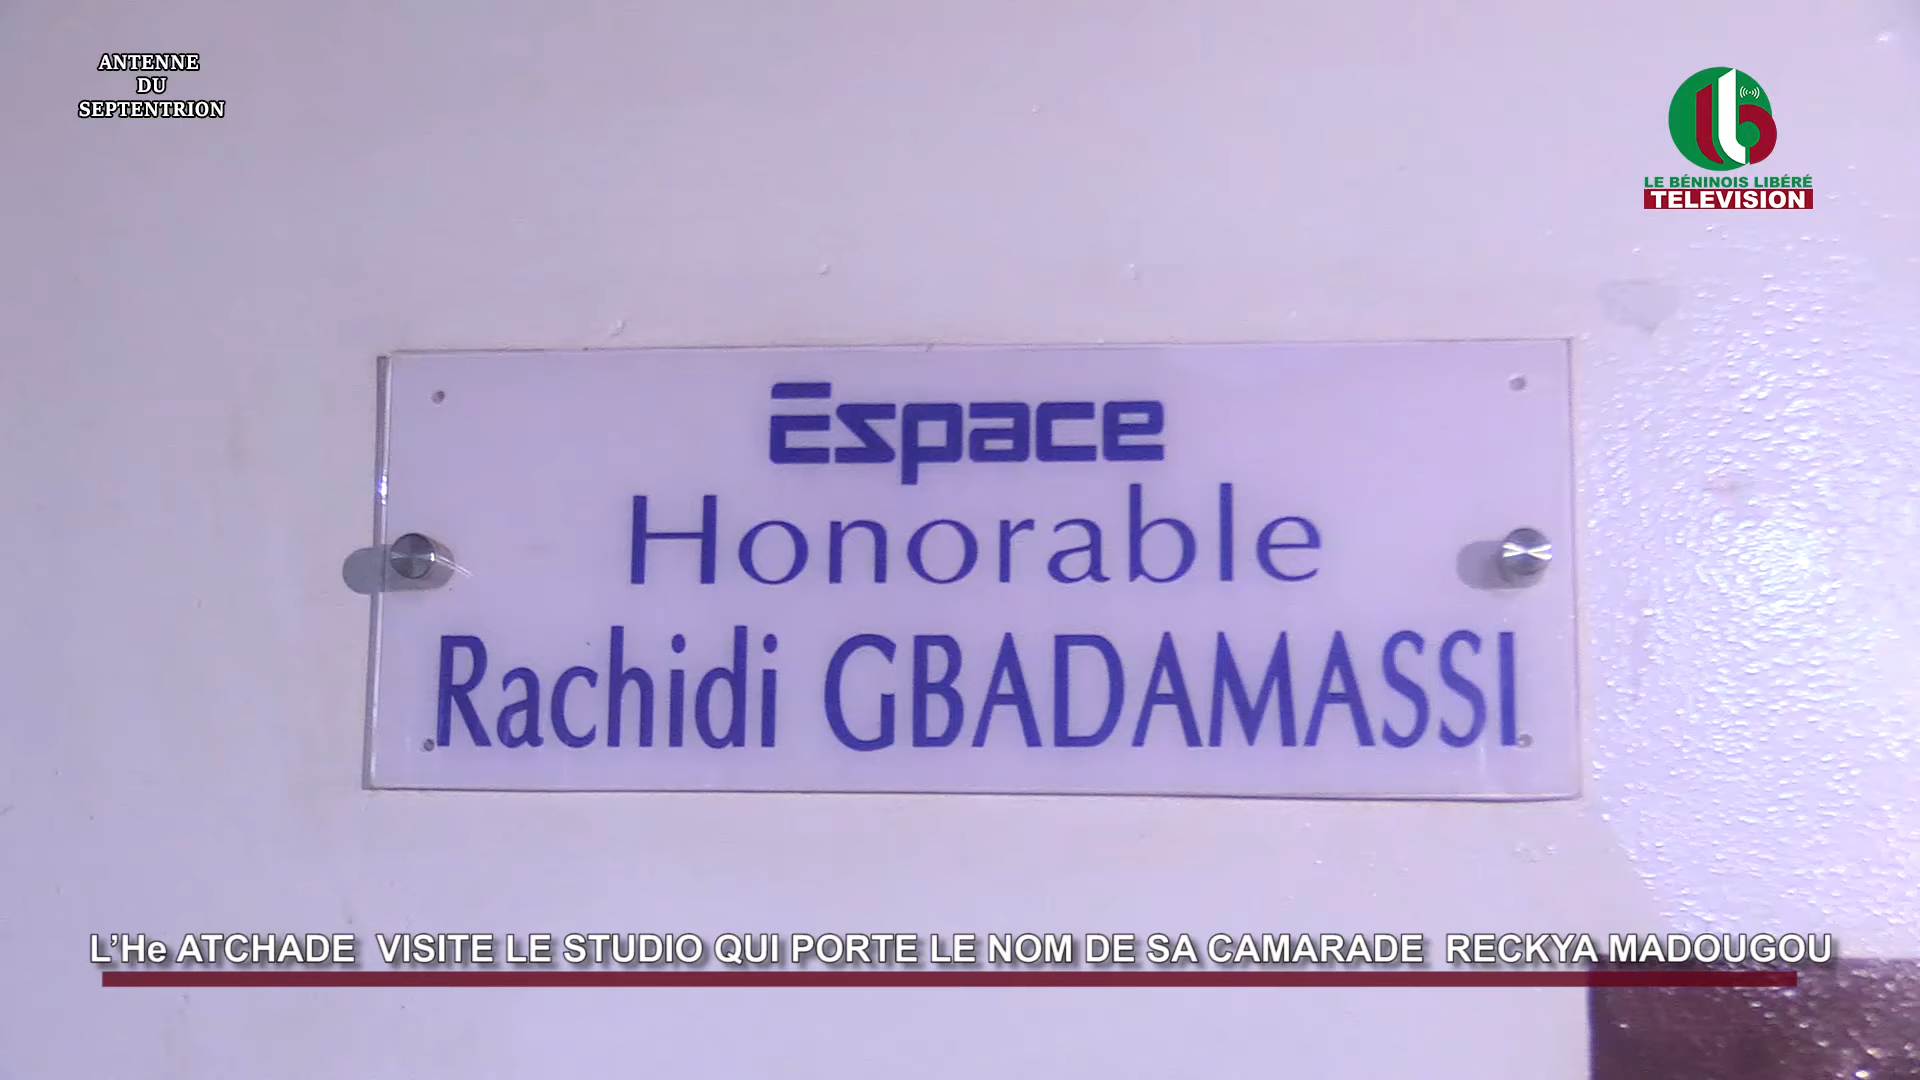 ANTENNE
DU
SEPTENTRION
LE BÉNINOIS LIBÉRÉ
TELEVISION
Espace
Honorable
Rachidi GBADAMASSI
L'He ATCHADE VISITE LE STUDIO QUI PORTE LE NOM DE SA CAMARADE RECKYA MADOUGOU